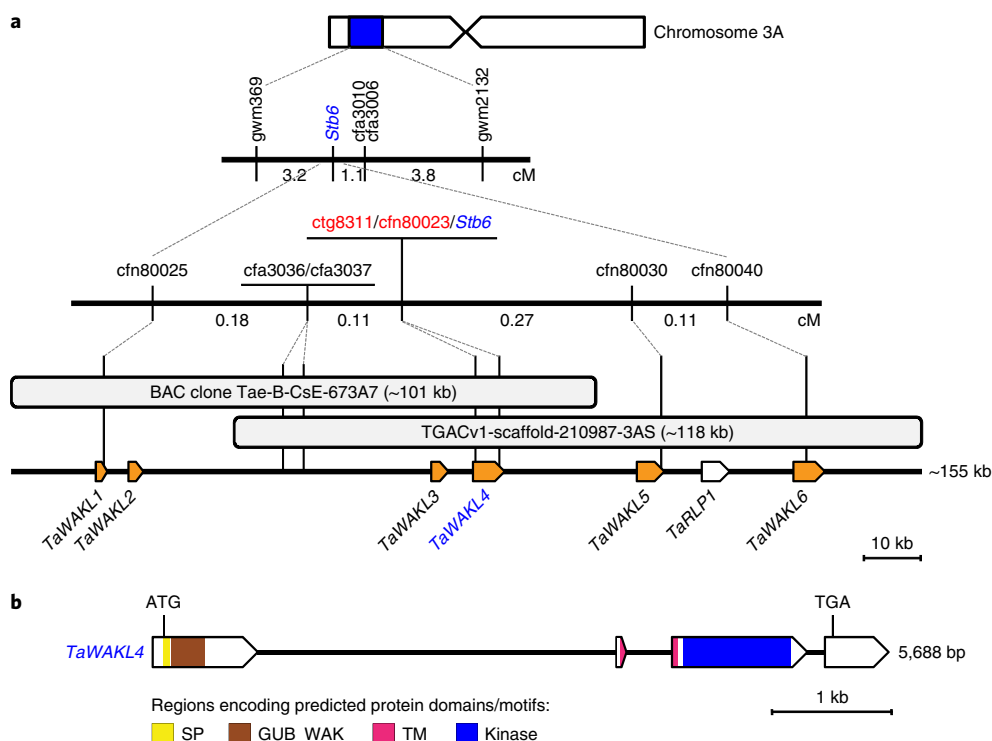 a
Chromosome 3A
gwm369
Stb6
cfa3010
cfa3006
gwm2132
3.2
1.1
3.8
cM
ctg8311/cfn80023/Stb6
cfn80025
cfa3036/cfa3037
cfn80030
cfn80040
0.18
0.11
0.27
0.11
cM
BAC clone Tae-B-CsE-673A7 (~101 kb)
TGACv1-scaffold-210987-3AS (~118 kb)
~155 kb
TaWAKL1
TaWAKL2
TaWAKL3
TaWAKL4
TaWAKL5
TaRLP1
TaWAKL6
10 kb
b
ATG
TGA
TaWAKL4
5,688 bp
1 kb
Regions encoding predicted protein domains/motifs:
SP
GUB_WAK
TM
Kinase